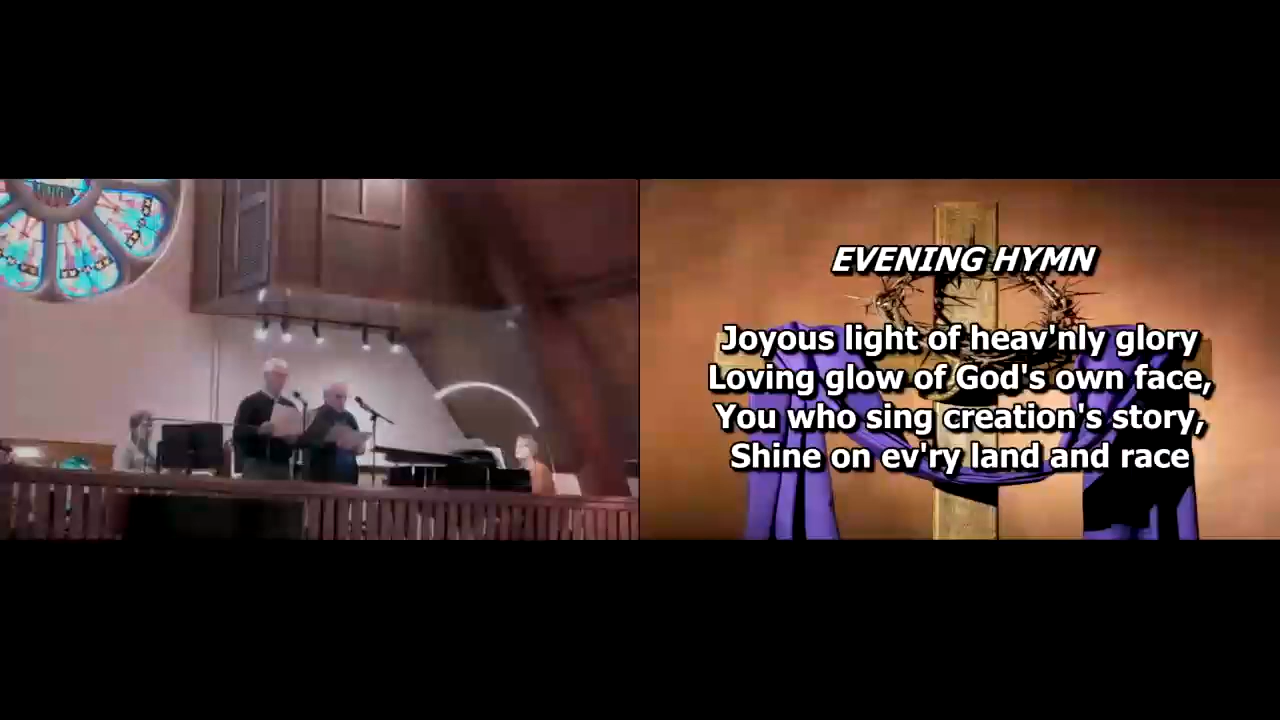 EVENING HYMN
Joyous light of heav'nly glory
Loving glow of God's own face,
You who sing creation's story,
Shine on ev'ry land and race